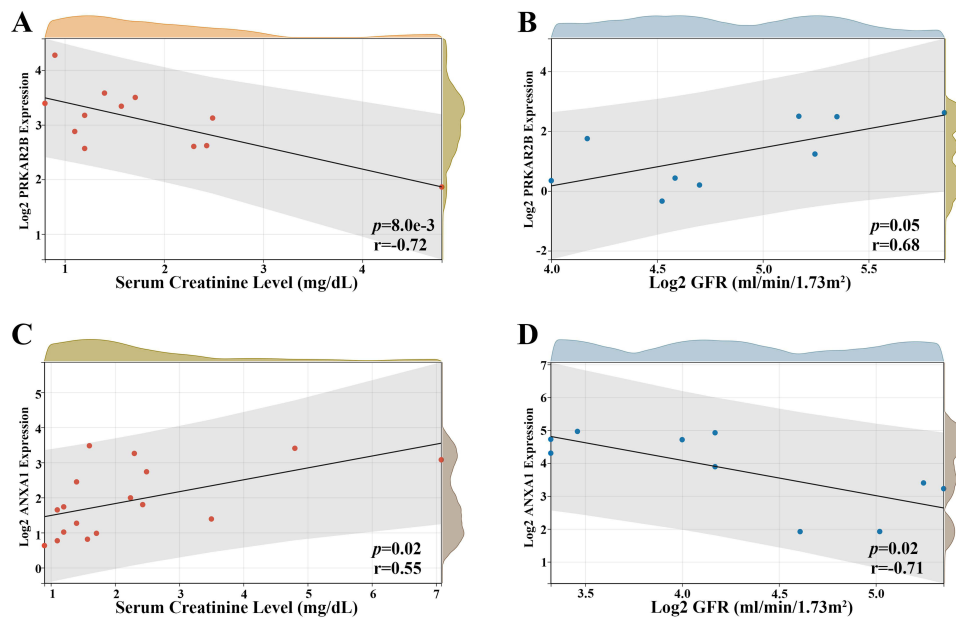 A
Log2 PRKAR2B Expression
4
3
2
1
p=8.0e-3
r=-0.72
1
2
3
4
Serum Creatinine Level (mg/dL)
B
Log2 PRKAR2B Expression
4
2
0
-2
p=0.05
r=0.68
4.0
4.5
5.0
5.5
Log2 GFR (ml/min/1.73m²)
C
Log2 ANXA1 Expression
5
4
3
2
1
0
p=0.02
r=0.55
1
2
3
4
5
6
7
Serum Creatinine Level (mg/dL)
D
Log2 ANXA1 Expression
7
6
5
4
3
2
1
p=0.02
r=-0.71
3.5
4.0
4.5
5.0
Log2 GFR (ml/min/1.73m²)